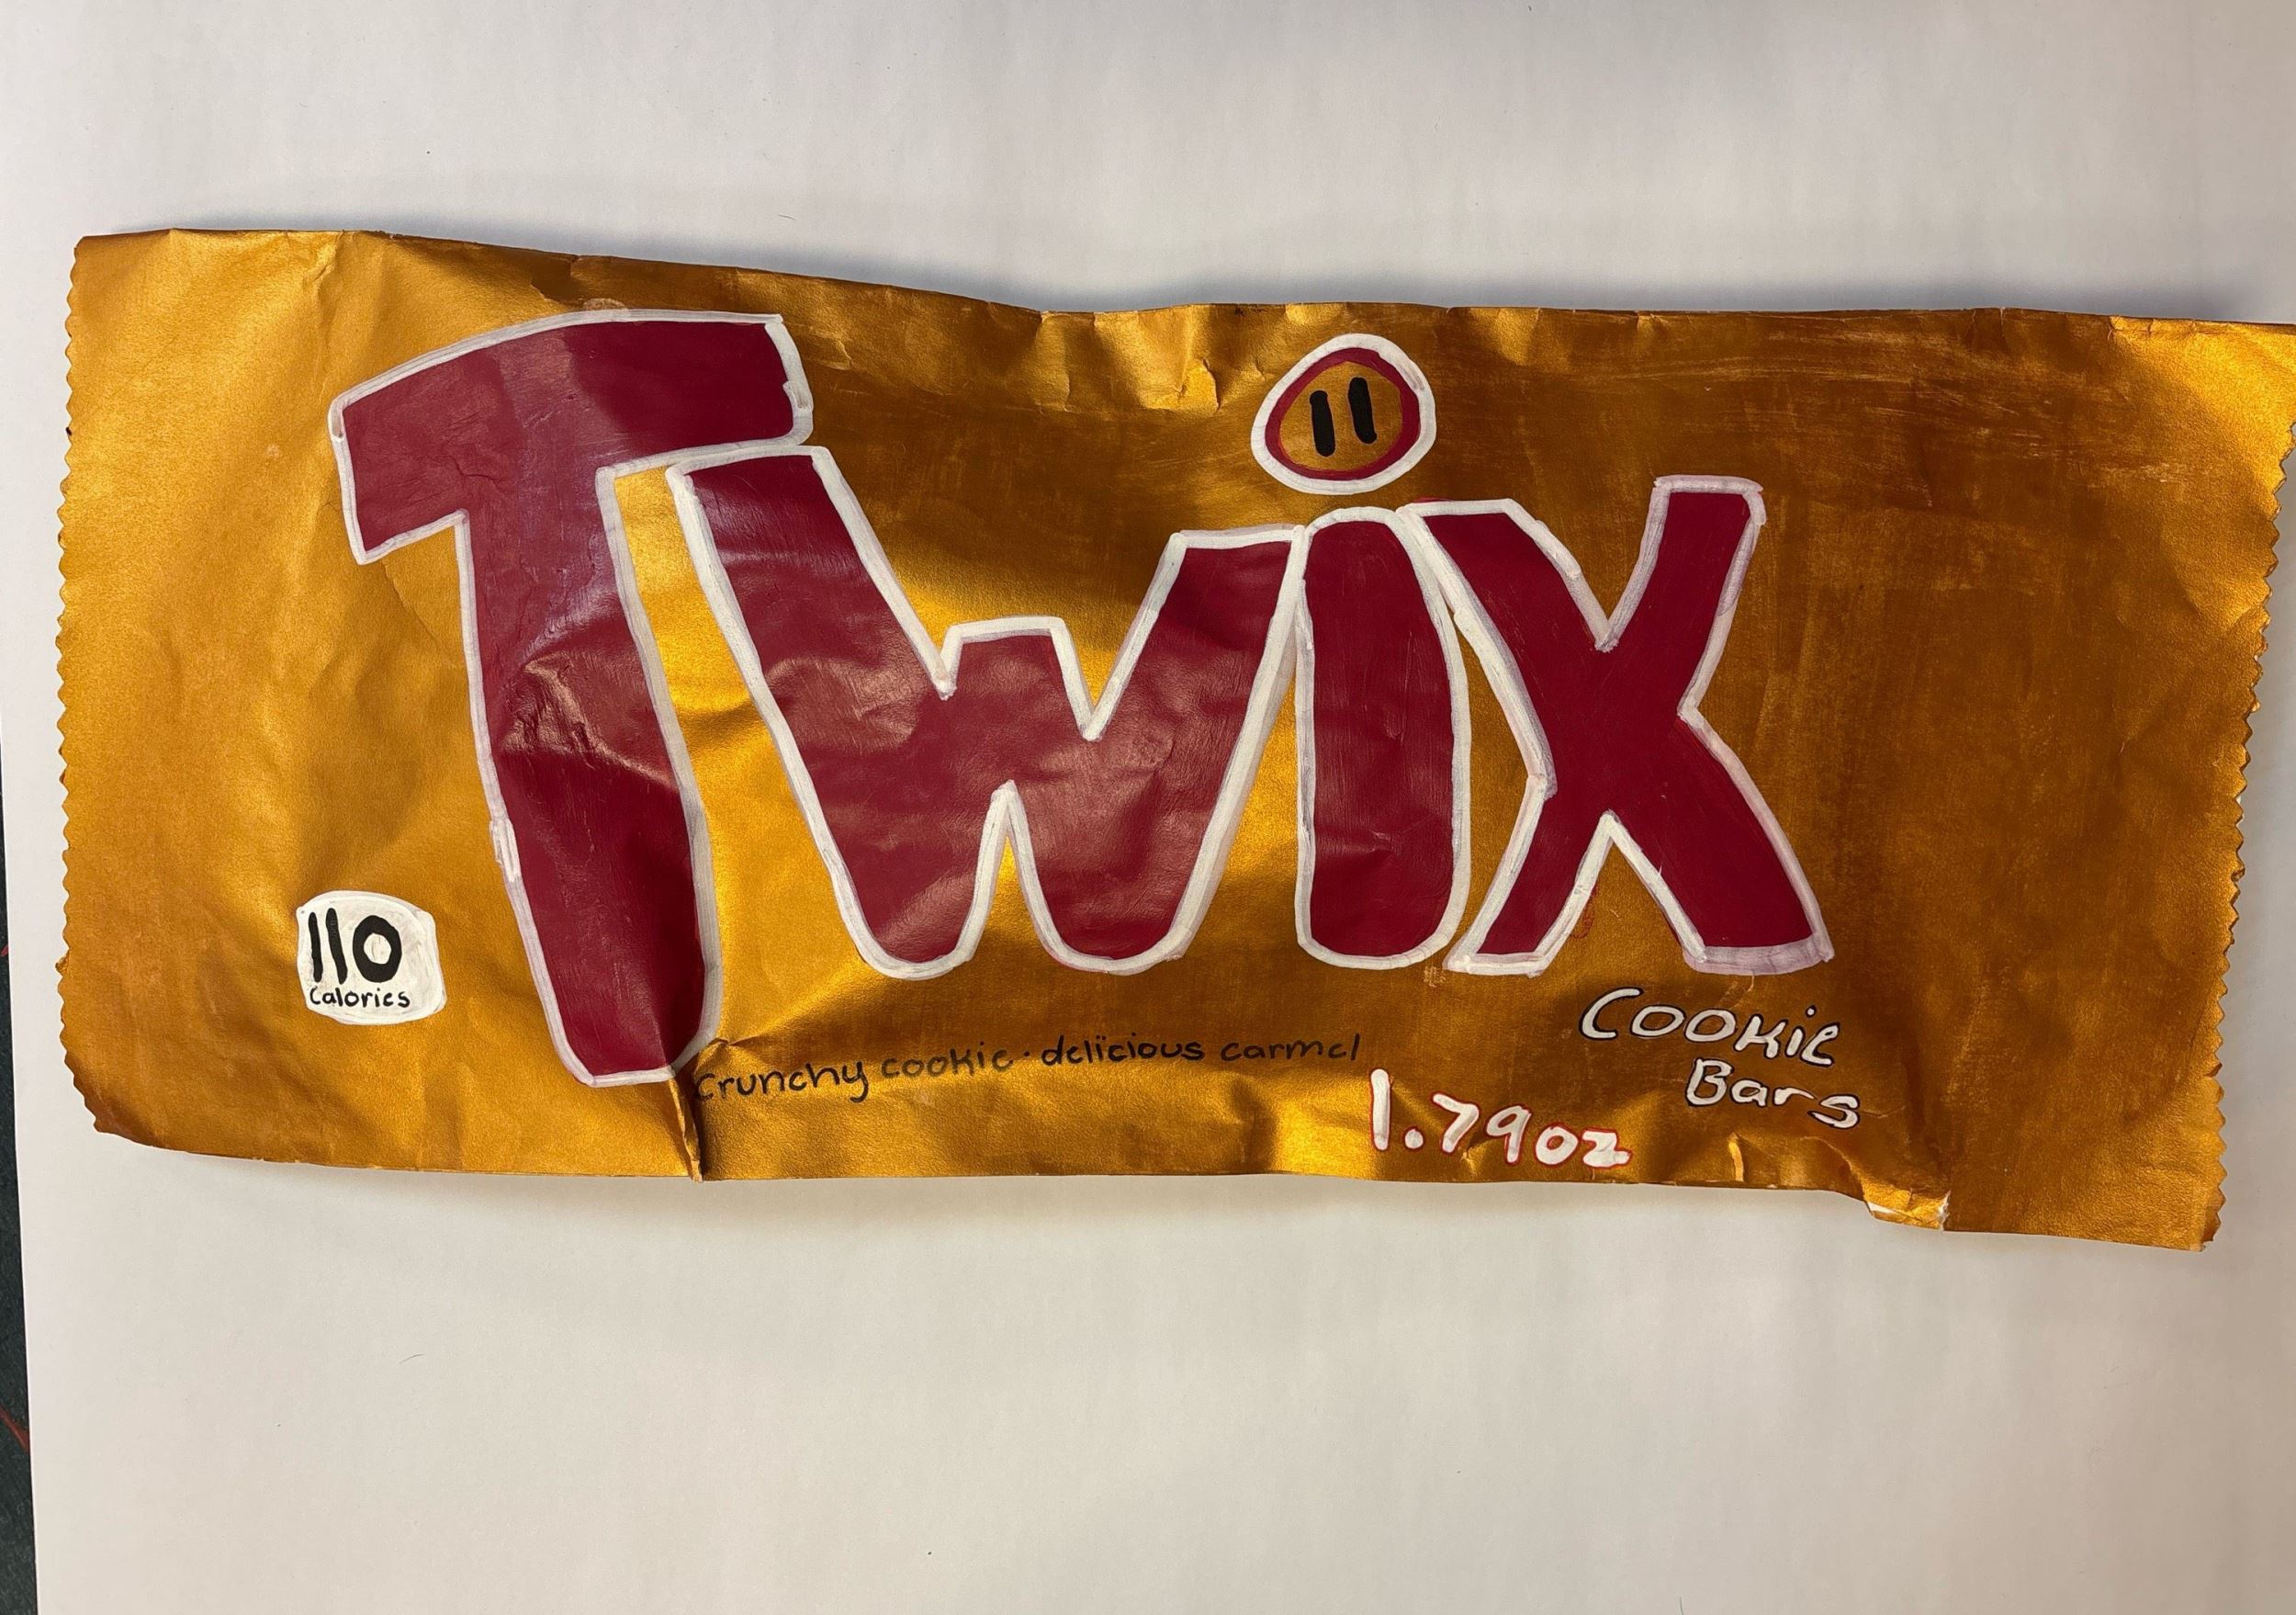 Twix
110
Calories
Crunchy cookie · delicious carmel
Cookie
Bars
1.79oz